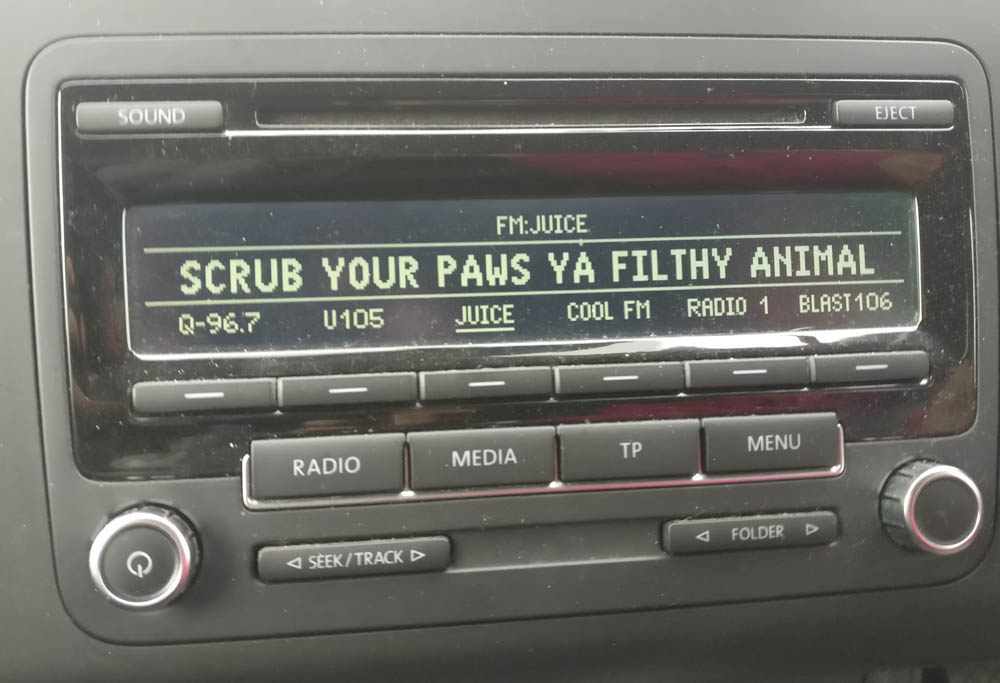 SOUND EJECT
FM:JUICE
SCRUB YOUR PAWS YA FILTHY ANIMAL
Q-96.7 U105 JUICE COOL FM RADIO 1 BLAST106
RADIO MEDIA TP MENU
SEEK/TRACK FOLDER